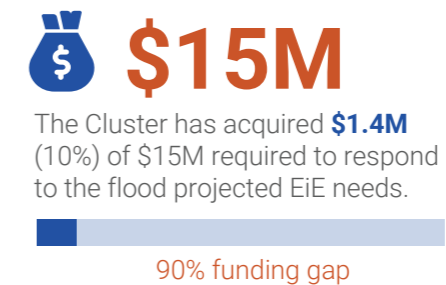 $
$15M
The Cluster has acquired $1.4M
(10%) of $15M required to respond
to the flood projected EiE needs.
90% funding gap